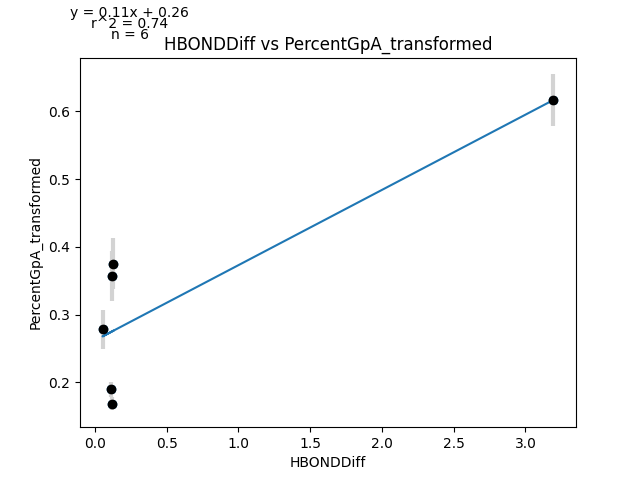 y = 0.11x + 0.26
r^2 = 0.74
n = 6
HBONDDiff vs PercentGpA_transformed
PercentGpA_transformed
0.6
0.5
0.4
0.3
0.2
0.0 0.5 1.0 1.5 2.0 2.5 3.0
HBONDDiff